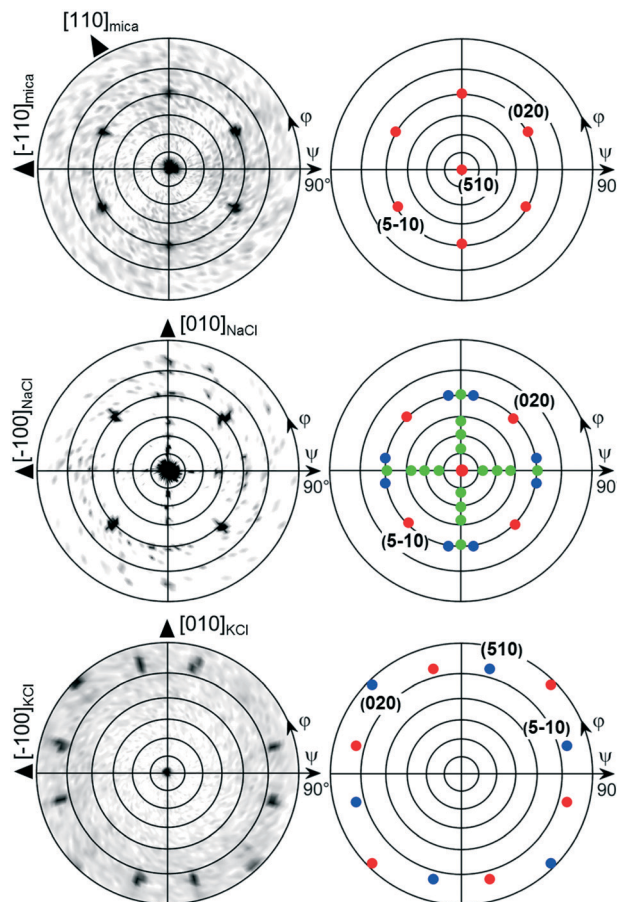 [110]mica
[-110]mica
φ
ψ
90°
(020)
(510)
(5-10)
φ
ψ
90
[010]NaCl
[-100]NaCl
φ
ψ
90°
(020)
(5-10)
φ
ψ
90°
[010]KCl
[-100]KCl
φ
ψ
90°
(510)
(020)
(5-10)
φ
ψ
90°